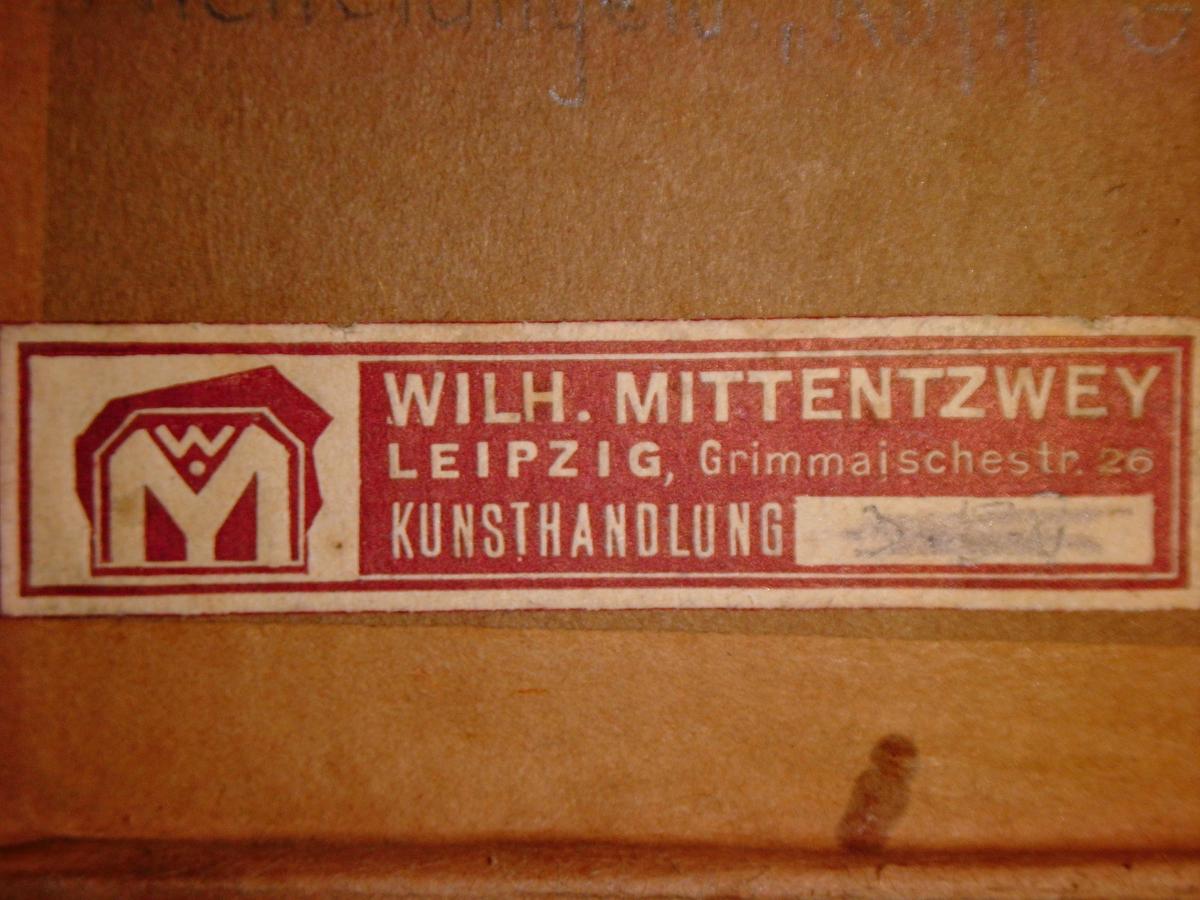 WILH. MITTENTZWEY
LEIPZIG, Grimmaischestr. 26
KUNSTHANDLUNG